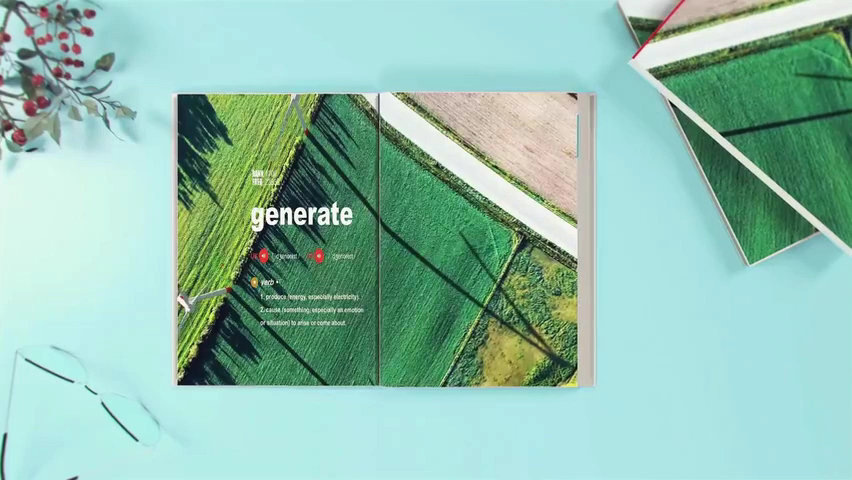 generate
verb •
1. produce (energy, especially electricity).
2. cause (something, especially an emotion
or situation) to arise or come about.